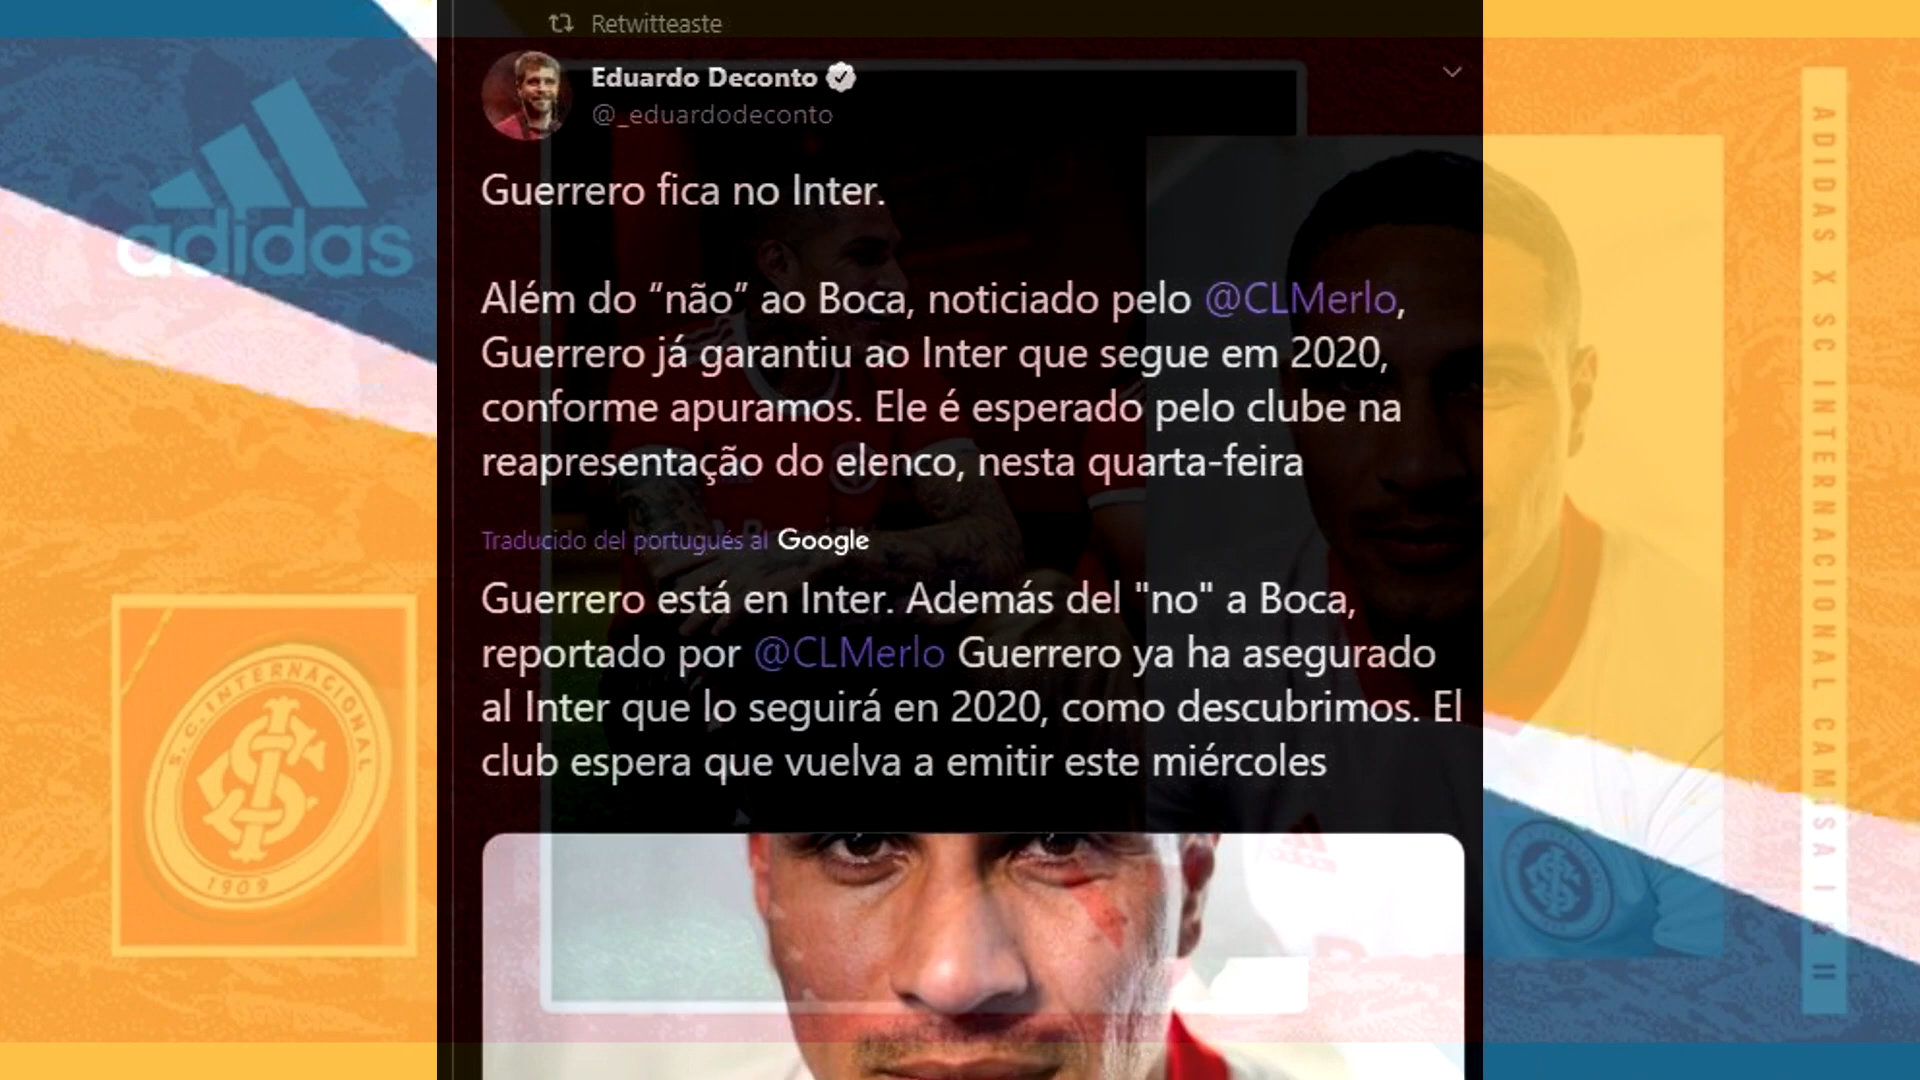 Retwitteaste
Eduardo Deconto
@_eduardodeconto
Guerrero fica no Inter.
Além do “não” ao Boca, noticiado pelo @CLMerlo,
Guerrero já garantiu ao Inter que segue em 2020,
conforme apuramos. Ele é esperado pelo clube na
reapresentação do elenco, nesta quarta-feira
Traducido del portugués al Google
Guerrero está en Inter. Además del "no" a Boca,
reportado por @CLMerlo Guerrero ya ha asegurado
al Inter que lo seguirá en 2020, como descubrimos. El
club espera que vuelva a emitir este miércoles
adidas
S.C. INTERNACIONAL
1909
ADIDAS X SC INTERNACIONAL CAMISA I & II